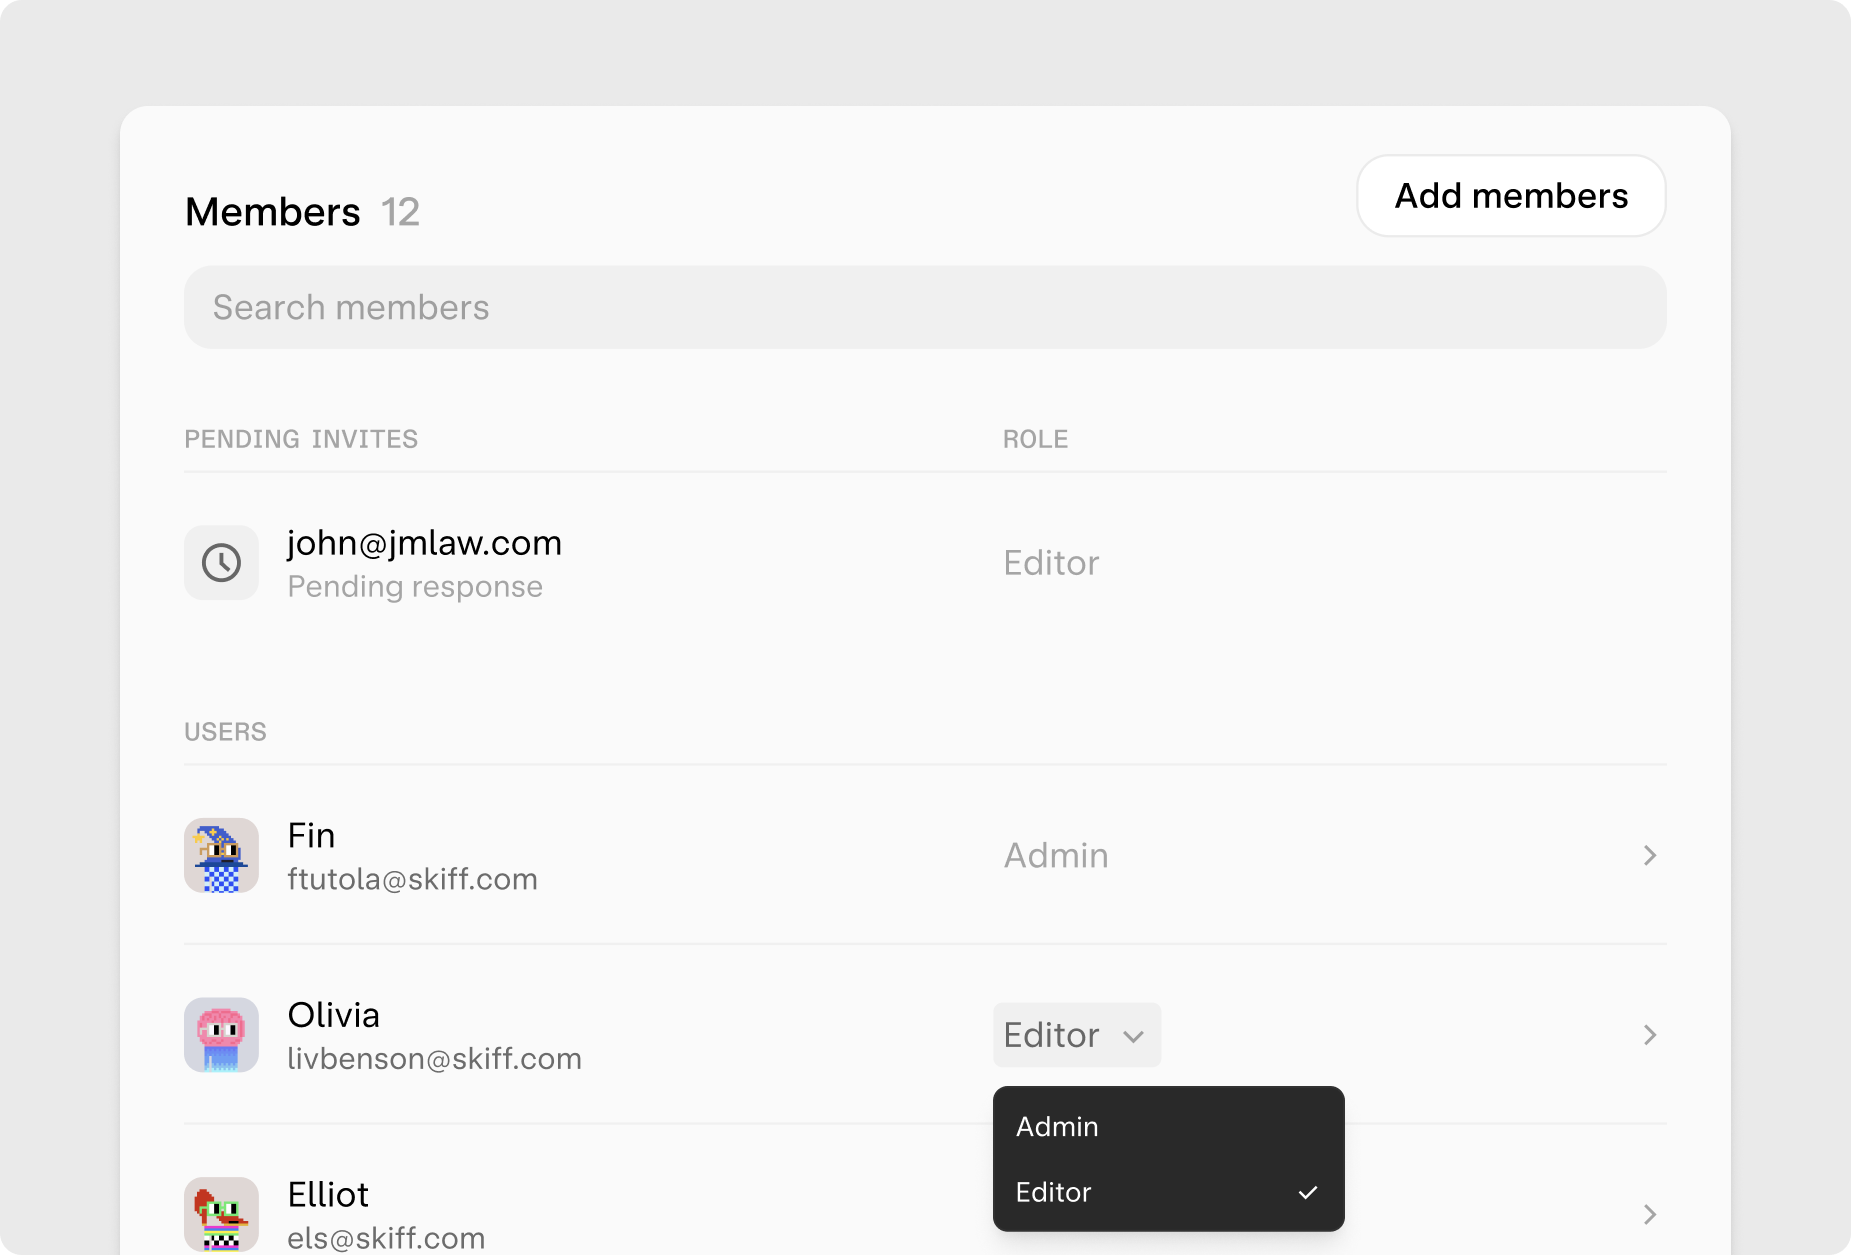 Members 12
Add members
Search members
PENDING INVITES
ROLE
john@jmlaw.com
Pending response
Editor
USERS
Fin
ftutola@skiff.com
Admin
Olivia
livbenson@skiff.com
Editor
Admin
Editor
Elliot
els@skiff.com